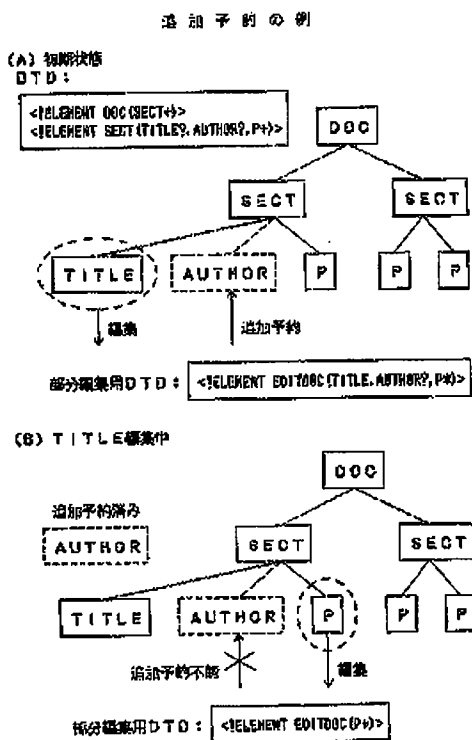 追加予約の例
(A) 初期状態
DTD:
<!ELEMENT DOC(SECT+)>
<!ELEMENT SECT(TITLE?,AUTHOR?,P+)>
DOC
SECT SECT
TITLE AUTHOR P P P
編集 追加予約
部分編集用DTD: <!ELEMENT EDITDOC(TITLE,AUTHOR?,P*)>
(B) TITLE編集中
DOC
追加予約済み
AUTHOR SECT SECT
TITLE AUTHOR P P P
追加予約不能 編集
部分編集用DTD: <!ELEMENT EDITDOC(P+)>